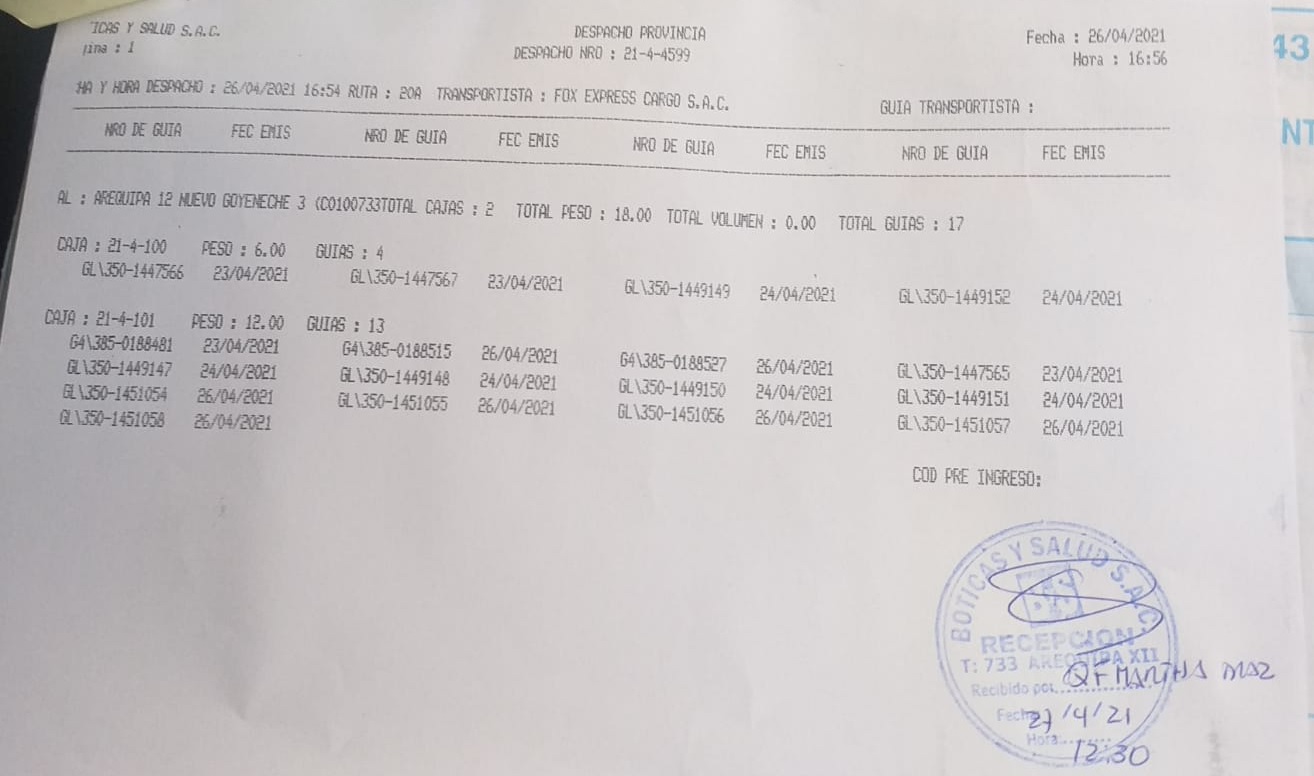 TICAS Y SALUD S.A.C. DESPACHO PROVINCIA Fecha : 26/04/2021
gina : 1 DESPACHO NRO : 21-4-4599 Hora : 16:56
HA Y HORA DESPACHO : 26/04/2021 16:54 RUTA : 20A TRANSPORTISTA : FOX EXPRESS CARGO S.A.C. GUIA TRANSPORTISTA :
NRO DE GUIA FEC EMIS NRO DE GUIA FEC EMIS NRO DE GUIA FEC EMIS NRO DE GUIA FEC EMIS
AL : AREQUIPA 12 NUEVO GOYENECHE 3 (C0100733TOTAL CAJAS : 2 TOTAL PESO : 18.00 TOTAL VOLUMEN : 0.00 TOTAL GUIAS : 17
CAJA : 21-4-100 PESO : 6.00 GUIAS : 4
GL\350-1447566 23/04/2021 GL\350-1447567 23/04/2021 GL\350-1449149 24/04/2021 GL\350-1449152 24/04/2021
CAJA : 21-4-101 PESO : 12.00 GUIAS : 13
G4\385-0188481 23/04/2021 G4\385-0188515 26/04/2021 G4\385-0188527 26/04/2021 GL\350-1447565 23/04/2021
GL\350-1449147 24/04/2021 GL\350-1449148 24/04/2021 GL\350-1449150 24/04/2021 GL\350-1449151 24/04/2021
GL\350-1451054 26/04/2021 GL\350-1451055 26/04/2021 GL\350-1451056 26/04/2021 GL\350-1451057 26/04/2021
GL\350-1451058 26/04/2021
COD PRE INGRESO:
BOTICAS Y SALUD S.A.C.
RECEPCION
T: 733 AREQUIPA XII
Recibido por QF MARTHA DIAZ
Fecha 27/4/21
Hora 12:30
43
NT